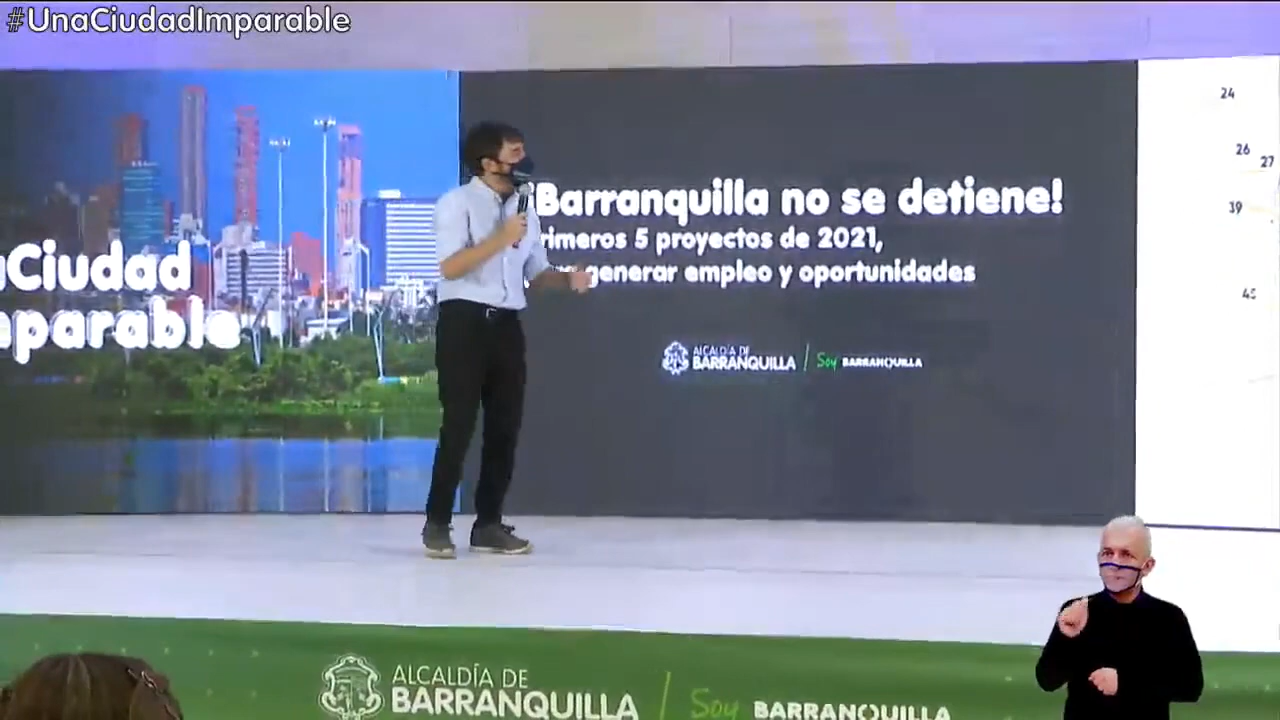 #UnaCiudadImparable
Ciudad
parable
¡Barranquilla no se detiene!
rimeros 5 proyectos de 2021,
generar empleo y oportunidades
ALCALDÍA DE
BARRANQUILLA
Soy BARRANQUILLA
24
26
27
39
45
ALCALDÍA DE
BARRANQUILLA
Soy BARRANQUILLA